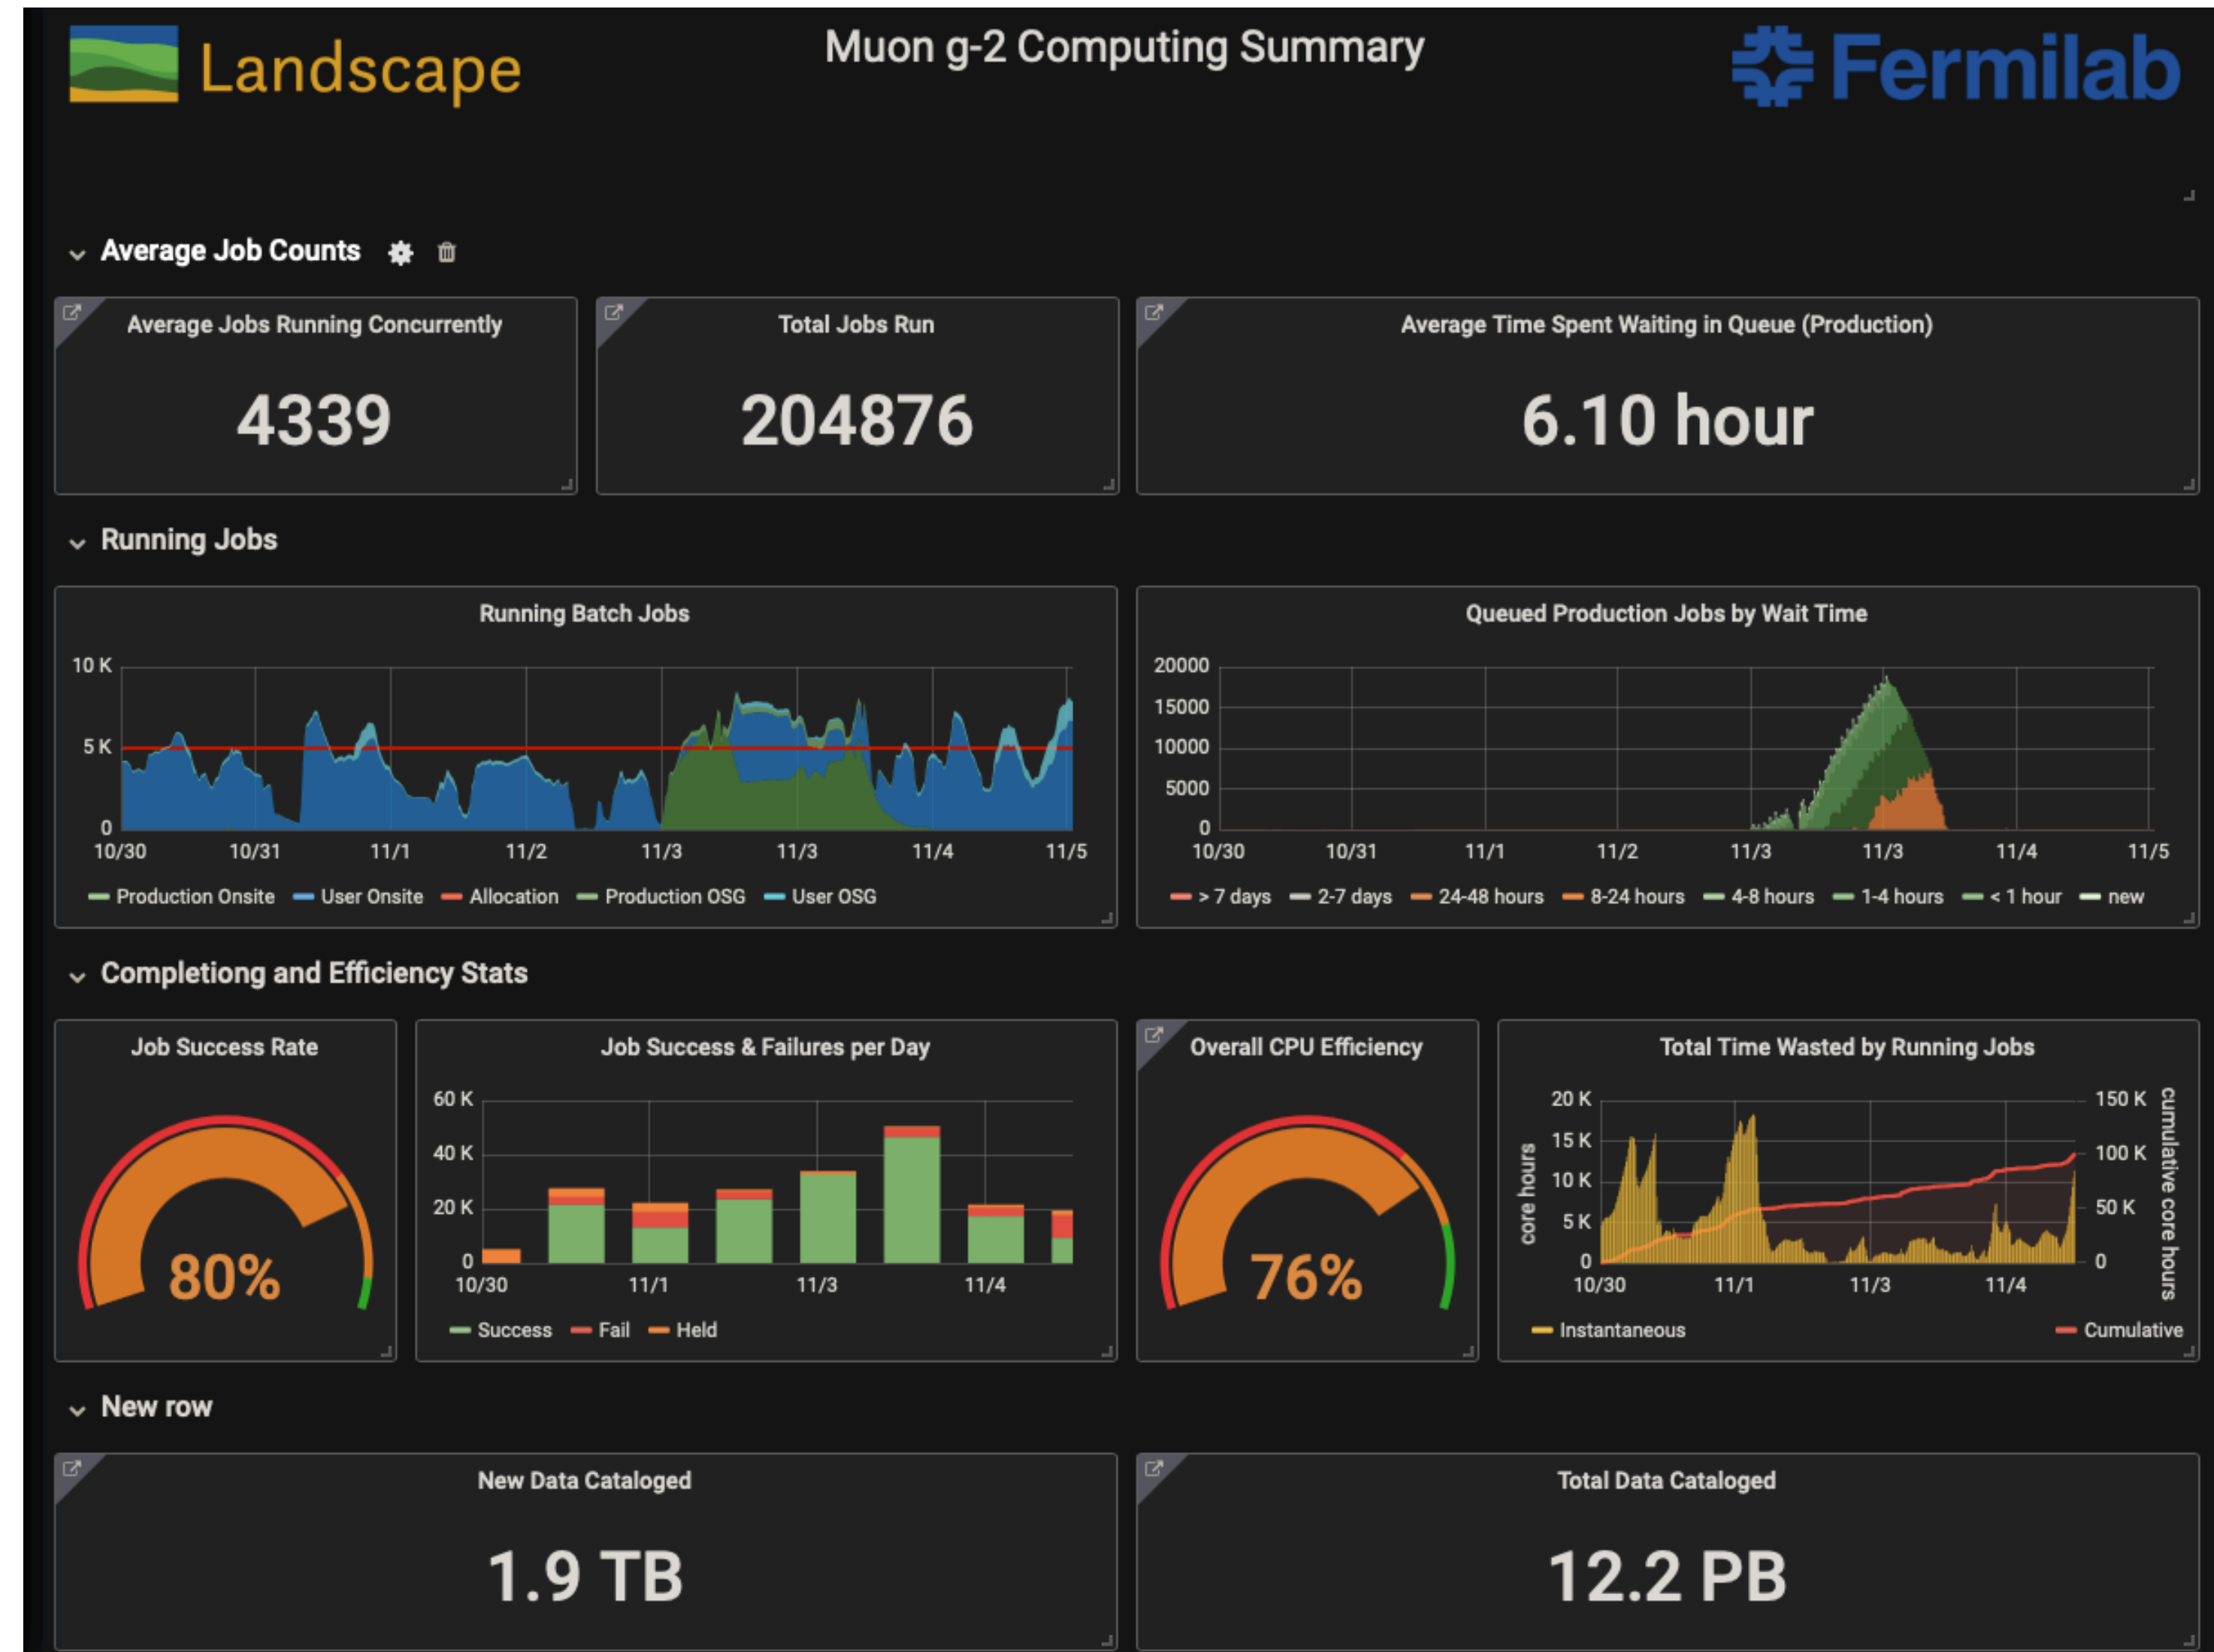 Landscape
Muon g-2 Computing Summary
Fermilab
Average Job Counts
Average Jobs Running Concurrently
4339
Total Jobs Run
204876
Average Time Spent Waiting in Queue (Production)
6.10 hour
Running Jobs
Running Batch Jobs
10 K
5 K
0
10/30 10/31 11/1 11/2 11/3 11/3 11/4 11/5
Production Onsite User Onsite Allocation Production OSG User OSG
Queued Production Jobs by Wait Time
20000
15000
10000
5000
0
10/30 10/31 11/1 11/2 11/3 11/3 11/4 11/5
> 7 days 2-7 days 24-48 hours 8-24 hours 4-8 hours 1-4 hours < 1 hour new
Completiong and Efficiency Stats
Job Success Rate
80%
Job Success & Failures per Day
60 K
40 K
20 K
0
10/30 11/1 11/3 11/4
Success Fail Held
Overall CPU Efficiency
76%
Total Time Wasted by Running Jobs
core hours
20 K
15 K
10 K
5 K
0
150 K
100 K
50 K
0
cumulative core hours
10/30 11/1 11/3 11/4
Instantaneous Cumulative
New row
New Data Cataloged
1.9 TB
Total Data Cataloged
12.2 PB